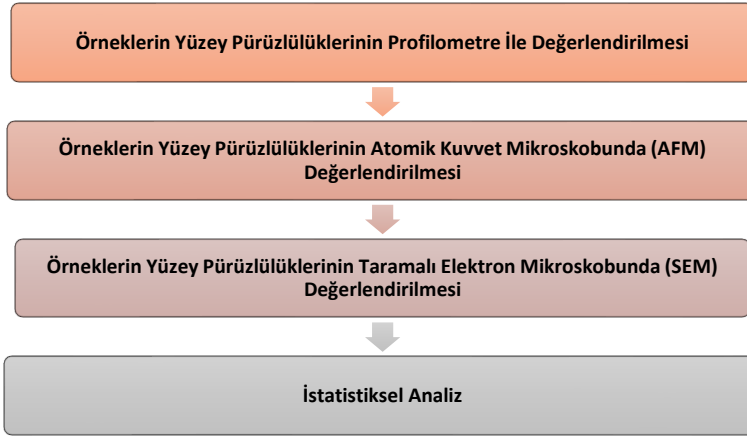 Örneklerin Yüzey Pürüzlülüklerinin Profilometre İle Değerlendirilmesi
Örneklerin Yüzey Pürüzlülüklerinin Atomik Kuvvet Mikroskobunda (AFM)
Değerlendirilmesi
Örneklerin Yüzey Pürüzlülüklerinin Taramalı Elektron Mikroskobunda (SEM)
Değerlendirilmesi
İstatistiksel Analiz